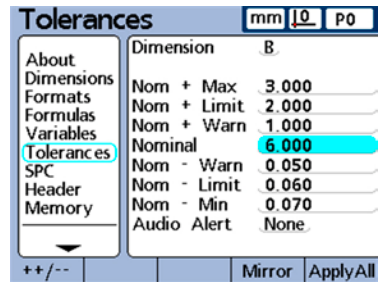 Tolerances mm P0
About
Dimensions
Formats
Formulas
Variables
Tolerances
SPC
Header
Memory
Dimension B
Nom + Max 3.000
Nom + Limit 2.000
Nom + Warn 1.000
Nominal 6.000
Nom - Warn 0.050
Nom - Limit 0.060
Nom - Min 0.070
Audio Alert None
++/-- Mirror ApplyAll